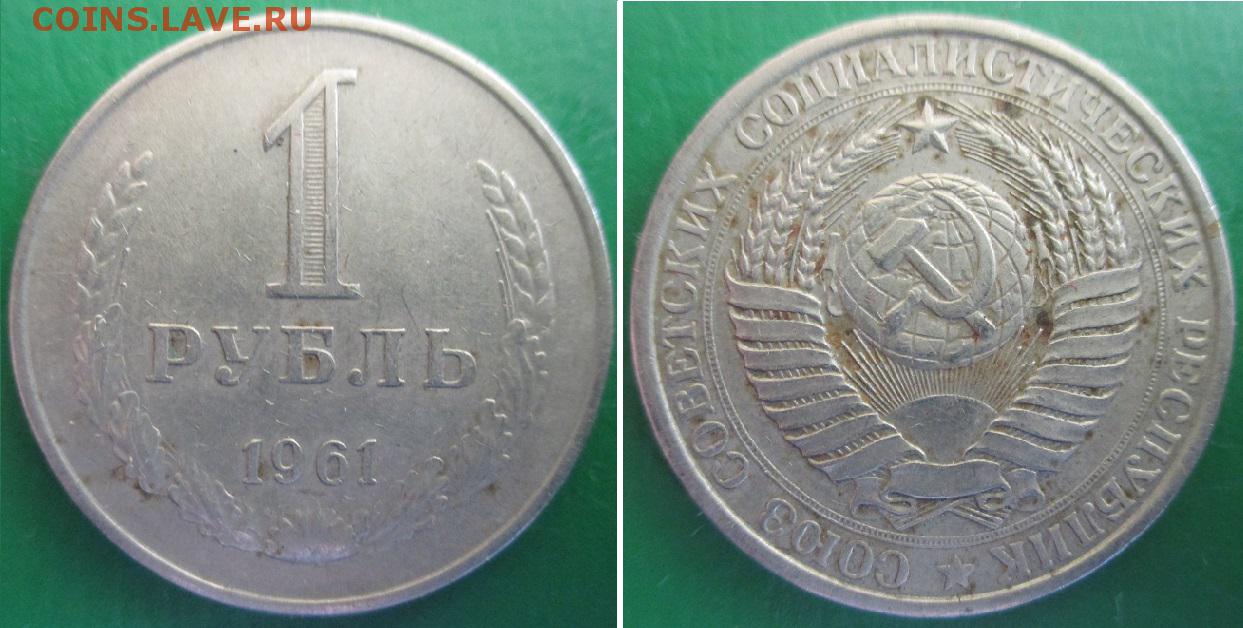 COINS.LAVE.RU
1
РУБЛЬ
1961
СОЮЗ СОВЕТСКИХ СОЦИАЛИСТИЧЕСКИХ РЕСПУБЛИК